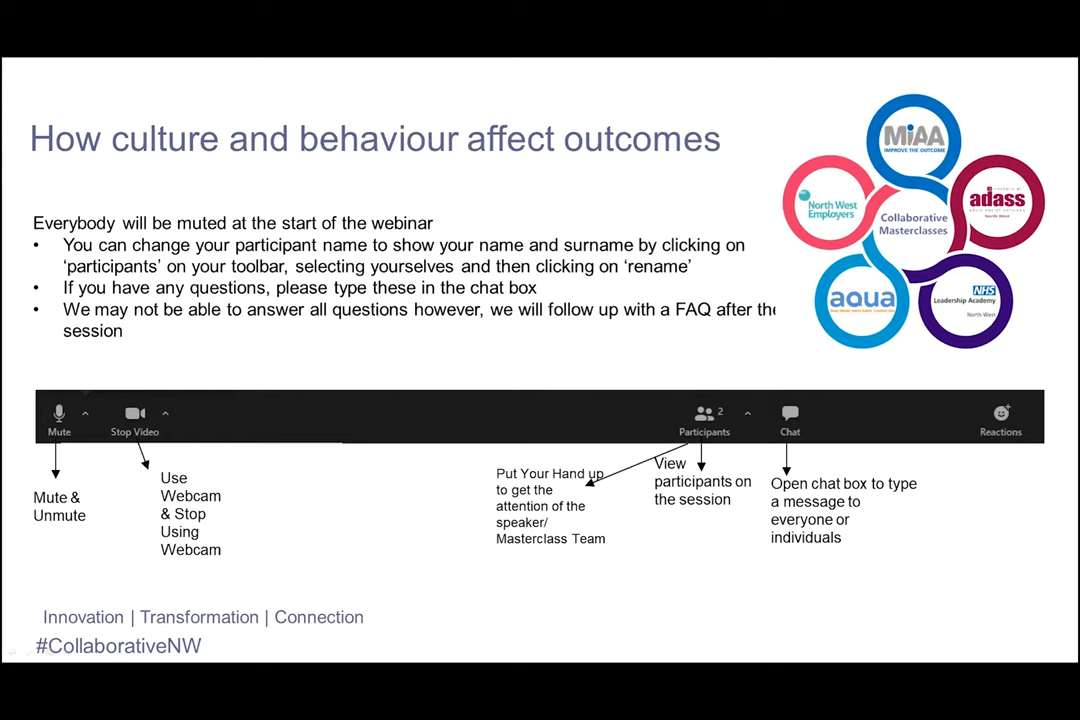 How culture and behaviour affect outcomes
MiAA
IMPROVE THE OUTCOME
North West
Employers
adass
North West
Collaborative
Masterclasses
aqua
NHS
Leadership Academy
North West
Everybody will be muted at the start of the webinar
• You can change your participant name to show your name and surname by clicking on
‘participants’ on your toolbar, selecting yourselves and then clicking on ‘rename’
• If you have any questions, please type these in the chat box
• We may not be able to answer all questions however, we will follow up with a FAQ after the
session
Mute
Stop Video
2
Participants
Chat
Reactions
Mute &
Unmute
Use
Webcam
& Stop
Using
Webcam
Put Your Hand up
to get the
attention of the
speaker/
Masterclass Team
View
participants on
the session
Open chat box to type
a message to
everyone or
individuals
Innovation | Transformation | Connection
#CollaborativeNW